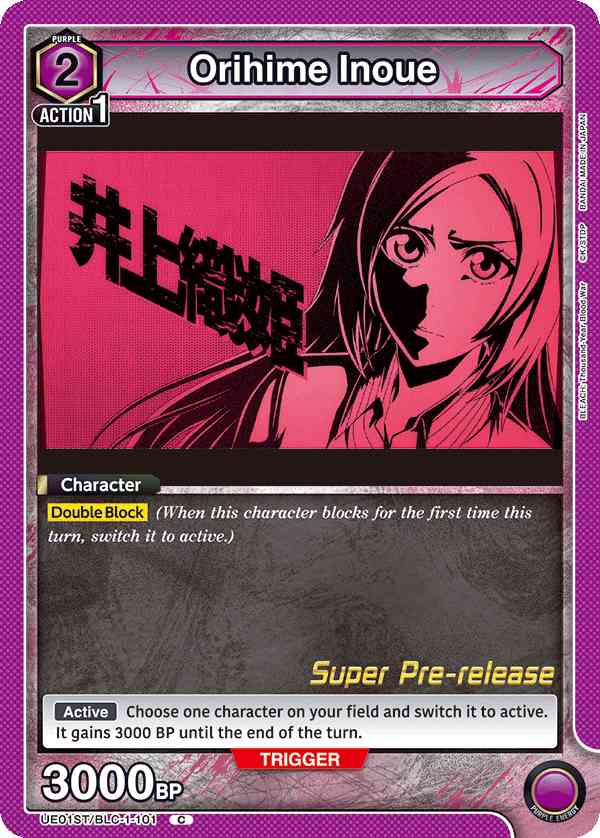 PURPLE
2
Orihime Inoue
ACTION 1
井上織姫
BLEACH: Thousand-Year Blood War ©K/STDP BANDAI MADE IN JAPAN
Character
Double Block (When this character blocks for the first time this
turn, switch it to active.)
Super Pre-release
Active Choose one character on your field and switch it to active.
It gains 3000 BP until the end of the turn.
TRIGGER
3000BP
PURPLE ENERGY
UE01ST/BLC-1-101 C